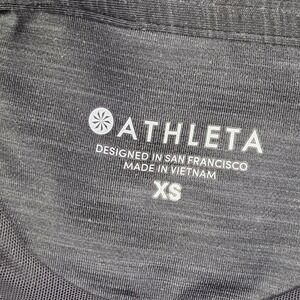 ATHLETA
DESIGNED IN SAN FRANCISCO
MADE IN VIETNAM
XS